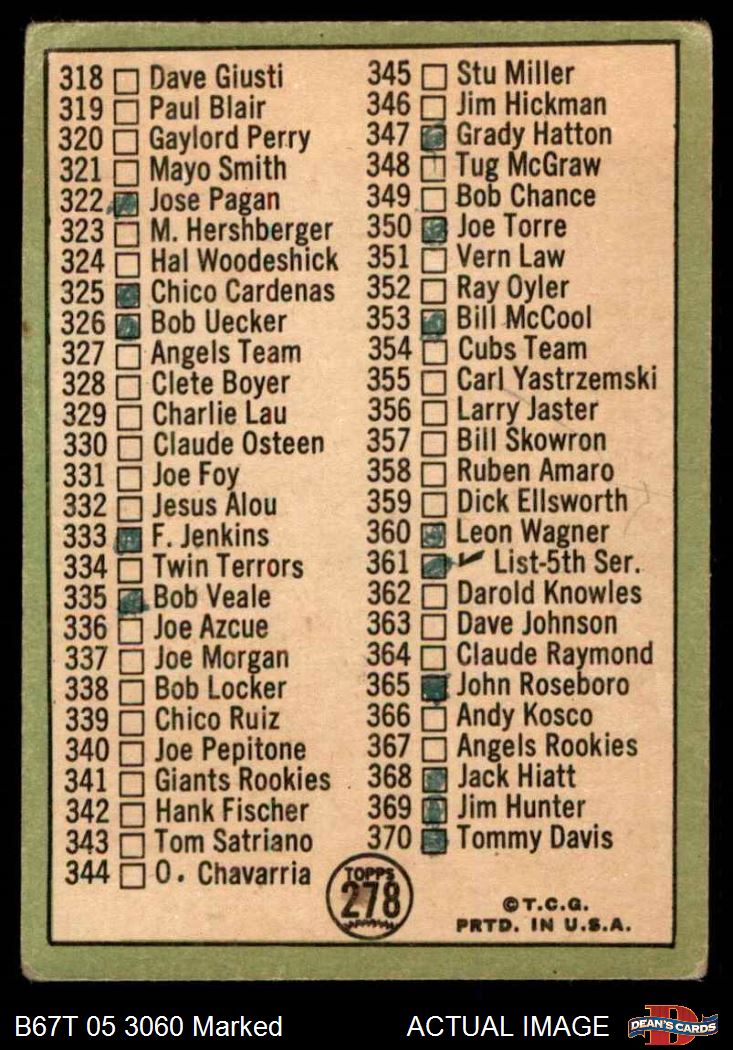 318 Dave Giusti
319 Paul Blair
320 Gaylord Perry
321 Mayo Smith
322 Jose Pagan
323 M. Hershberger
324 Hal Woodeshick
325 Chico Cardenas
326 Bob Uecker
327 Angels Team
328 Clete Boyer
329 Charlie Lau
330 Claude Osteen
331 Joe Foy
332 Jesus Alou
333 F. Jenkins
334 Twin Terrors
335 Bob Veale
336 Joe Azcue
337 Joe Morgan
338 Bob Locker
339 Chico Ruiz
340 Joe Pepitone
341 Giants Rookies
342 Hank Fischer
343 Tom Satriano
344 O. Chavarria
345 Stu Miller
346 Jim Hickman
347 Grady Hatton
348 Tug McGraw
349 Bob Chance
350 Joe Torre
351 Vern Law
352 Ray Oyler
353 Bill McCool
354 Cubs Team
355 Carl Yastrzemski
356 Larry Jaster
357 Bill Skowron
358 Ruben Amaro
359 Dick Ellsworth
360 Leon Wagner
361 ✓ List-5th Ser.
362 Darold Knowles
363 Dave Johnson
364 Claude Raymond
365 John Roseboro
366 Andy Kosco
367 Angels Rookies
368 Jack Hiatt
369 Jim Hunter
370 Tommy Davis
TOPPS
278
© T.C.G.
PRTD. IN U.S.A.
B67T 05 3060 Marked
ACTUAL IMAGE
D
DEAN'S CARDS